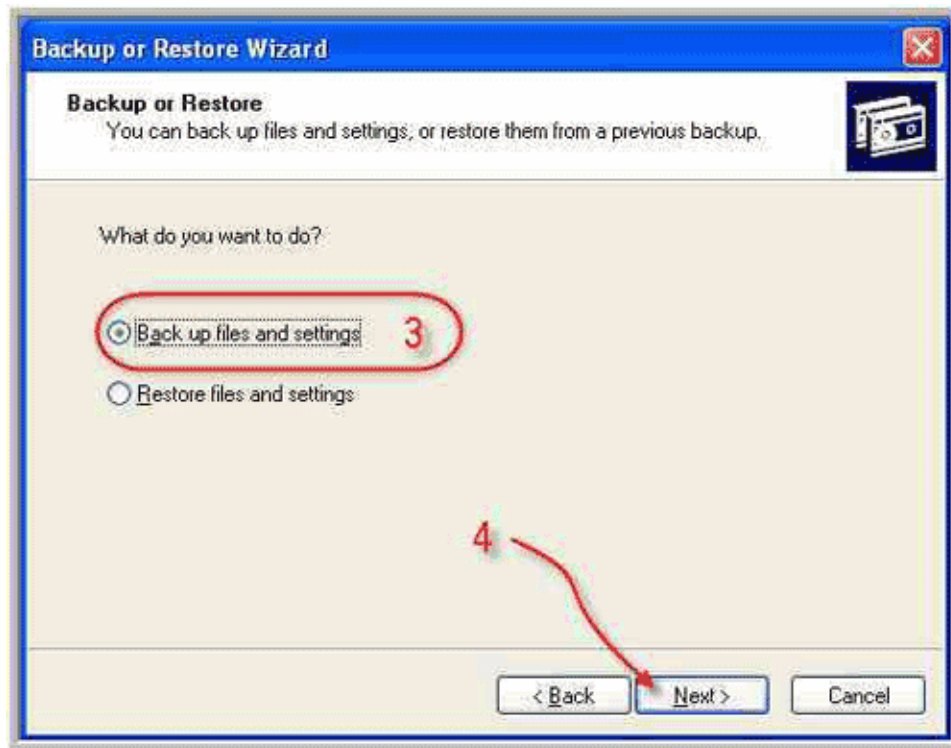 Backup or Restore Wizard
Backup or Restore
You can back up files and settings, or restore them from a previous backup.
What do you want to do?
Back up files and settings 3
Restore files and settings
4
< Back Next > Cancel